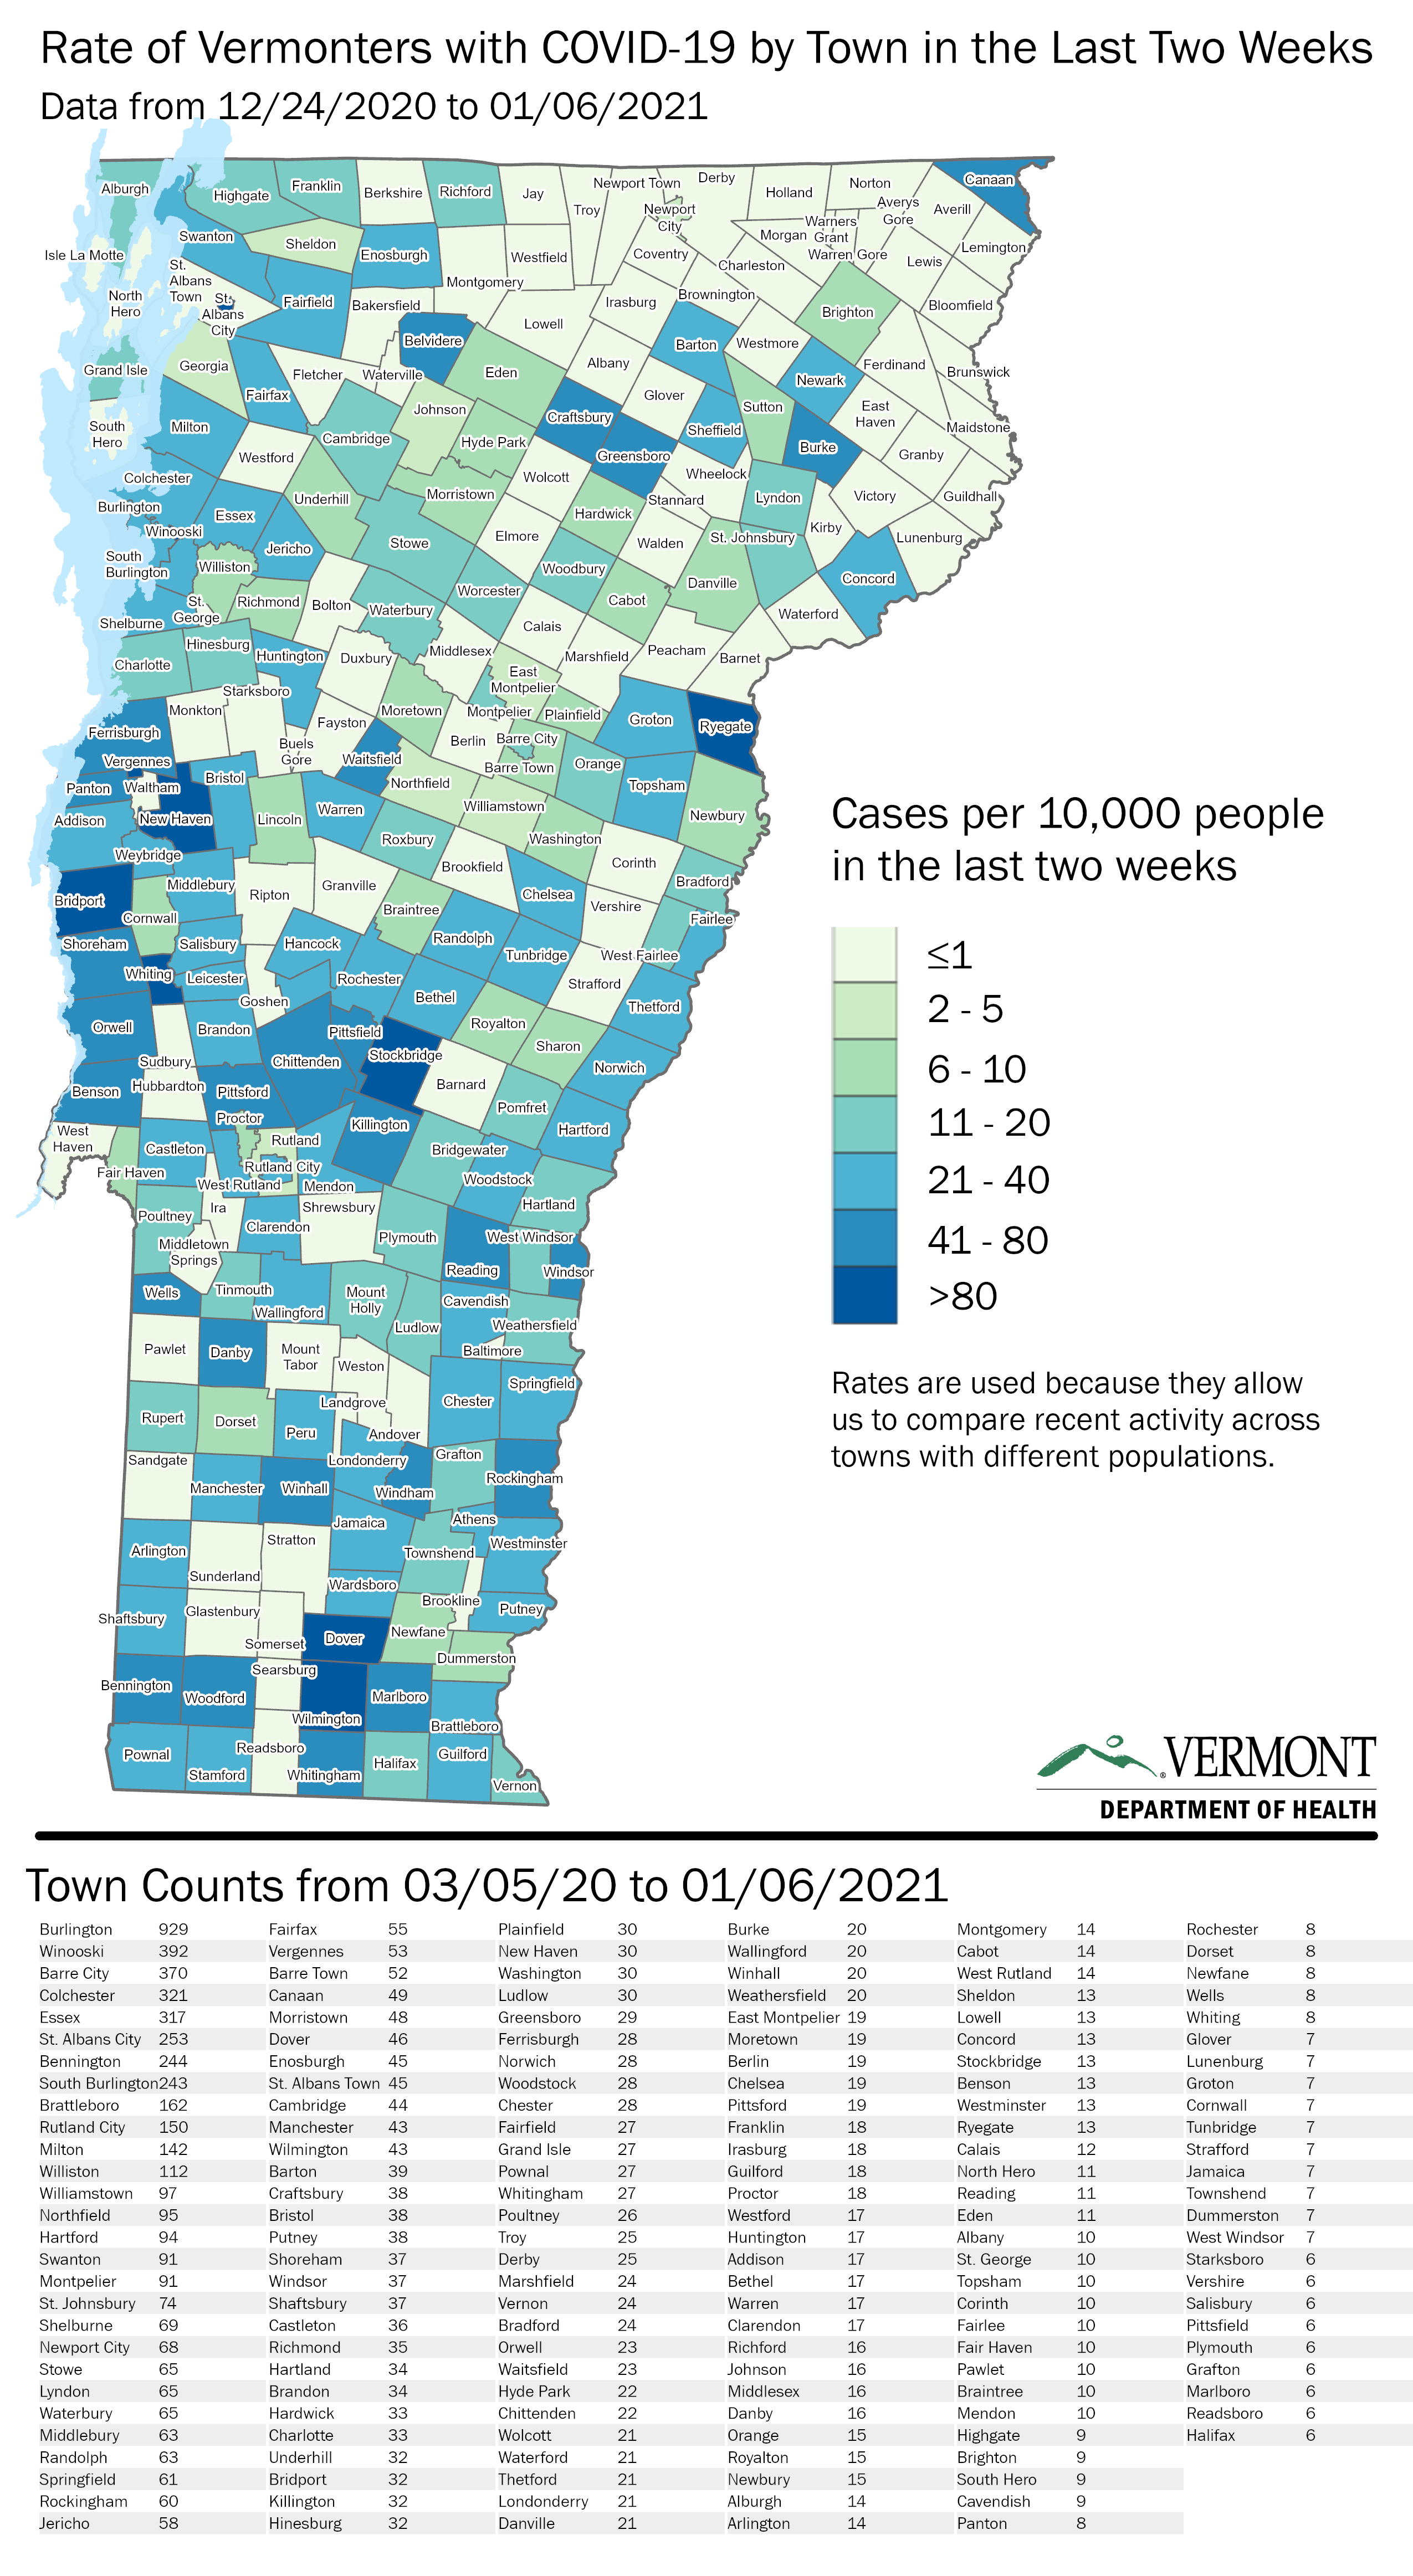 Rate of Vermonters with COVID-19 by Town in the Last Two Weeks
Data from 12/24/2020 to 01/06/2021
Alburgh
Highgate
Franklin
Berkshire
Richford
Jay
Troy
Newport Town
Derby
Holland
Norton
Canaan
Newport
City
Averys
Gore
Averill
Warners
Grant
Morgan
Warren Gore
Lewis
Lemington
Isle La Motte
Swanton
Sheldon
Enosburgh
Montgomery
Westfield
Coventry
Charleston
St.
Albans
Town
St.
Albans
City
North
Hero
Fairfield
Bakersfield
Lowell
Irasburg
Brownington
Brighton
Bloomfield
Belvidere
Barton
Westmore
Ferdinand
Brunswick
Grand Isle
Georgia
Fletcher
Waterville
Eden
Albany
Newark
Fairfax
Johnson
Glover
Sutton
East
Haven
Maidstone
South
Hero
Milton
Cambridge
Hyde Park
Craftsbury
Greensboro
Sheffield
Burke
Granby
Westford
Wolcott
Wheelock
Stannard
Lyndon
Victory
Guildhall
Colchester
Underhill
Morristown
Burlington
Essex
Hardwick
Kirby
Winooski
Jericho
Stowe
Elmore
Walden
St. Johnsbury
Lunenburg
South
Burlington
Williston
Woodbury
Danville
Concord
Worcester
St.
George
Richmond
Bolton
Waterbury
Cabot
Waterford
Shelburne
Calais
Hinesburg
Huntington
Duxbury
Middlesex
Marshfield
Peacham
Barnet
Charlotte
East
Montpelier
Starksboro
Monkton
Moretown
Montpelier
Plainfield
Groton
Ryegate
Ferrisburgh
Fayston
Berlin
Barre City
Buels
Gore
Waitsfield
Barre Town
Orange
Vergennes
Bristol
Northfield
Topsham
Panton
Waltham
Addison
New Haven
Lincoln
Warren
Williamstown
Newbury
Roxbury
Washington
Weybridge
Brookfield
Corinth
Middlebury
Ripton
Granville
Chelsea
Bradford
Bridport
Cornwall
Braintree
Vershire
Fairlee
Shoreham
Salisbury
Hancock
Randolph
Tunbridge
West Fairlee
Whiting
Leicester
Rochester
Strafford
Goshen
Bethel
Thetford
Orwell
Brandon
Pittsfield
Royalton
Sudbury
Chittenden
Stockbridge
Sharon
Norwich
Benson
Hubbardton
Pittsford
Barnard
Pomfret
Proctor
Killington
Hartford
West
Haven
Castleton
Rutland
Bridgewater
Fair Haven
Rutland City
West Rutland
Mendon
Woodstock
Poultney
Ira
Shrewsbury
Hartland
Clarendon
Plymouth
West Windsor
Middletown
Springs
Reading
Windsor
Wells
Tinmouth
Mount
Holly
Cavendish
Wallingford
Ludlow
Weathersfield
Pawlet
Danby
Mount
Tabor
Weston
Baltimore
Springfield
Landgrove
Chester
Rupert
Dorset
Peru
Andover
Sandgate
Londonderry
Grafton
Manchester
Winhall
Windham
Rockingham
Jamaica
Athens
Arlington
Stratton
Townshend
Westminster
Sunderland
Wardsboro
Brookline
Shaftsbury
Glastenbury
Putney
Somerset
Dover
Newfane
Dummerston
Bennington
Woodford
Searsburg
Marlboro
Wilmington
Brattleboro
Pownal
Stamford
Readsboro
Whitingham
Halifax
Guilford
Vernon
Cases per 10,000 people
in the last two weeks
≤1
2 - 5
6 - 10
11 - 20
21 - 40
41 - 80
>80
Rates are used because they allow
us to compare recent activity across
towns with different populations.
VERMONT
DEPARTMENT OF HEALTH
Town Counts from 03/05/20 to 01/06/2021
Burlington 929 Fairfax 55 Plainfield 30 Burke 20 Montgomery 14 Rochester 8
Winooski 392 Vergennes 53 New Haven 30 Wallingford 20 Cabot 14 Dorset 8
Barre City 370 Barre Town 52 Washington 30 Winhall 20 West Rutland 14 Newfane 8
Colchester 321 Canaan 49 Ludlow 30 Weathersfield 20 Sheldon 13 Wells 8
Essex 317 Morristown 48 Greensboro 29 East Montpelier 19 Lowell 13 Whiting 8
St. Albans City 253 Dover 46 Ferrisburgh 28 Moretown 19 Concord 13 Glover 7
Bennington 244 Enosburgh 45 Norwich 28 Berlin 19 Stockbridge 13 Lunenburg 7
South Burlington 243 St. Albans Town 45 Woodstock 28 Chelsea 19 Benson 13 Groton 7
Brattleboro 162 Cambridge 44 Chester 28 Pittsford 19 Westminster 13 Cornwall 7
Rutland City 150 Manchester 43 Fairfield 27 Franklin 18 Ryegate 13 Tunbridge 7
Milton 142 Wilmington 43 Grand Isle 27 Irasburg 18 Calais 12 Strafford 7
Williston 112 Barton 39 Pownal 27 Guilford 18 North Hero 11 Jamaica 7
Williamstown 97 Craftsbury 38 Whitingham 27 Proctor 18 Reading 11 Townshend 7
Northfield 95 Bristol 38 Poultney 26 Westford 17 Eden 11 Dummerston 7
Hartford 94 Putney 38 Troy 25 Huntington 17 Albany 10 West Windsor 7
Swanton 91 Shoreham 37 Derby 25 Addison 17 St. George 10 Starksboro 6
Montpelier 91 Windsor 37 Marshfield 24 Bethel 17 Topsham 10 Vershire 6
St. Johnsbury 74 Shaftsbury 37 Vernon 24 Warren 17 Corinth 10 Salisbury 6
Shelburne 69 Castleton 36 Bradford 24 Clarendon 17 Fairlee 10 Pittsfield 6
Newport City 68 Richmond 35 Orwell 23 Richford 16 Fair Haven 10 Plymouth 6
Stowe 65 Hartland 34 Waitsfield 23 Johnson 16 Pawlet 10 Grafton 6
Lyndon 65 Brandon 34 Hyde Park 22 Middlesex 16 Braintree 10 Marlboro 6
Waterbury 65 Hardwick 33 Chittenden 22 Danby 16 Mendon 10 Readsboro 6
Middlebury 63 Charlotte 33 Wolcott 21 Orange 15 Highgate 9 Halifax 6
Randolph 63 Underhill 32 Waterford 21 Royalton 15 Brighton 9
Springfield 61 Bridport 32 Thetford 21 Newbury 15 South Hero 9
Rockingham 60 Killington 32 Londonderry 21 Alburgh 14 Cavendish 9
Jericho 58 Hinesburg 32 Danville 21 Arlington 14 Panton 8